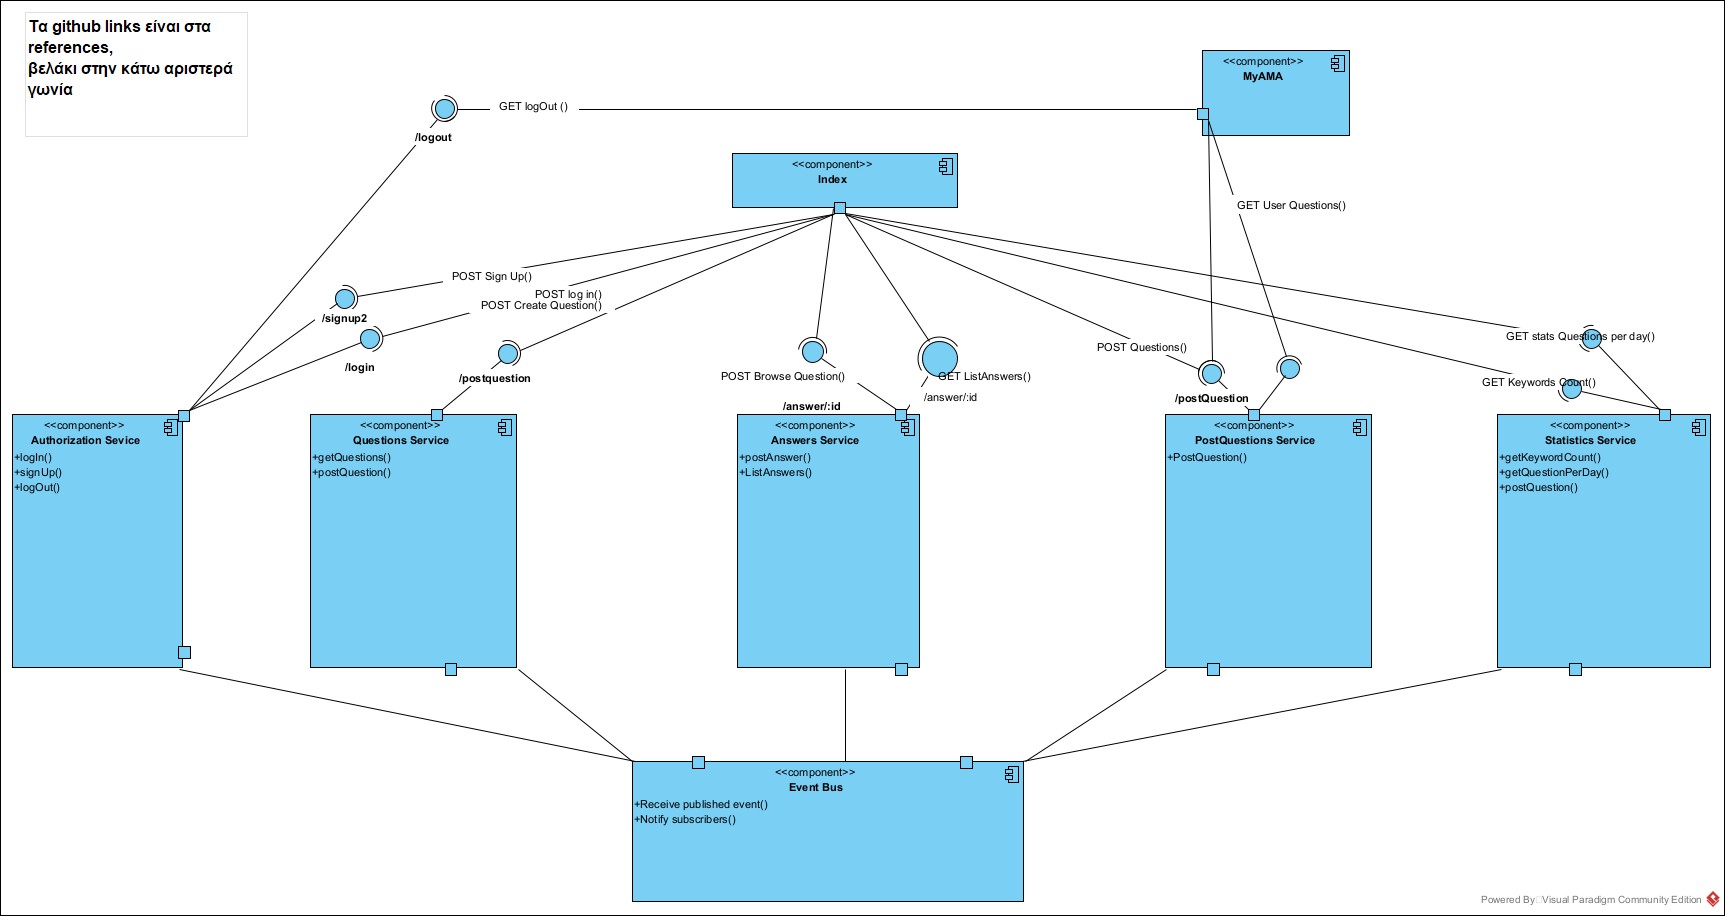 Τα github links είναι στα
references,
βελάκι στην κάτω αριστερά
γωνία
<<component>>
MyAMA
GET logOut ()
/logout
<<component>>
Index
GET User Questions()
POST Sign Up()
POST log in()
POST Create Question()
/signup2
/login
/postquestion
POST Browse Question()
/answer/:id
GET ListAnswers()
/answer/:id
POST Questions()
/postQuestion
GET stats Questions per day()
GET Keywords Count()
<<component>>
Authorization Sevice
+logIn()
+signUp()
+logOut()
<<component>>
Questions Service
+getQuestions()
+postQuestion()
<<component>>
Answers Service
+postAnswer()
+ListAnswers()
<<component>>
PostQuestions Service
+PostQuestion()
<<component>>
Statistics Service
+getKeywordCount()
+getQuestionPerDay()
+postQuestion()
<<component>>
Event Bus
+Receive published event()
+Notify subscribers()
Powered By Visual Paradigm Community Edition